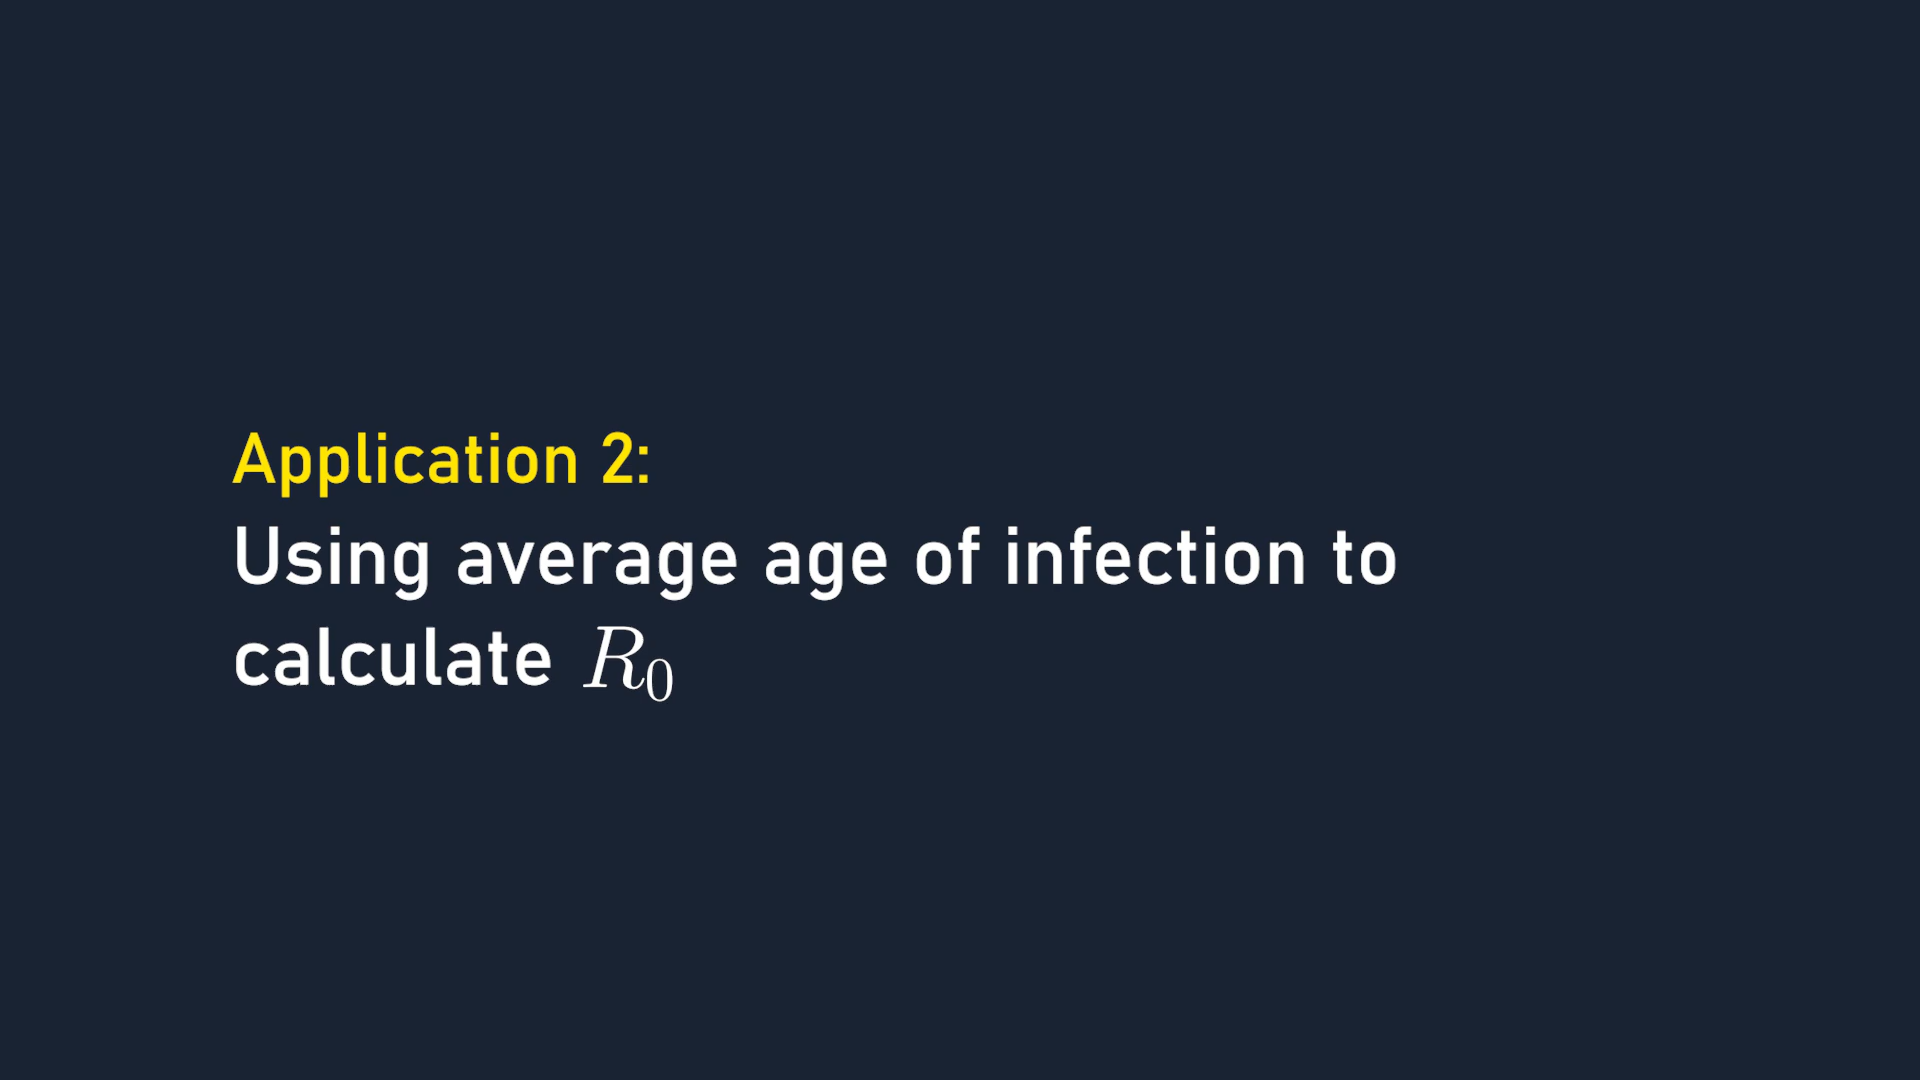 Application 2:
Using average age of infection to
calculate R₀